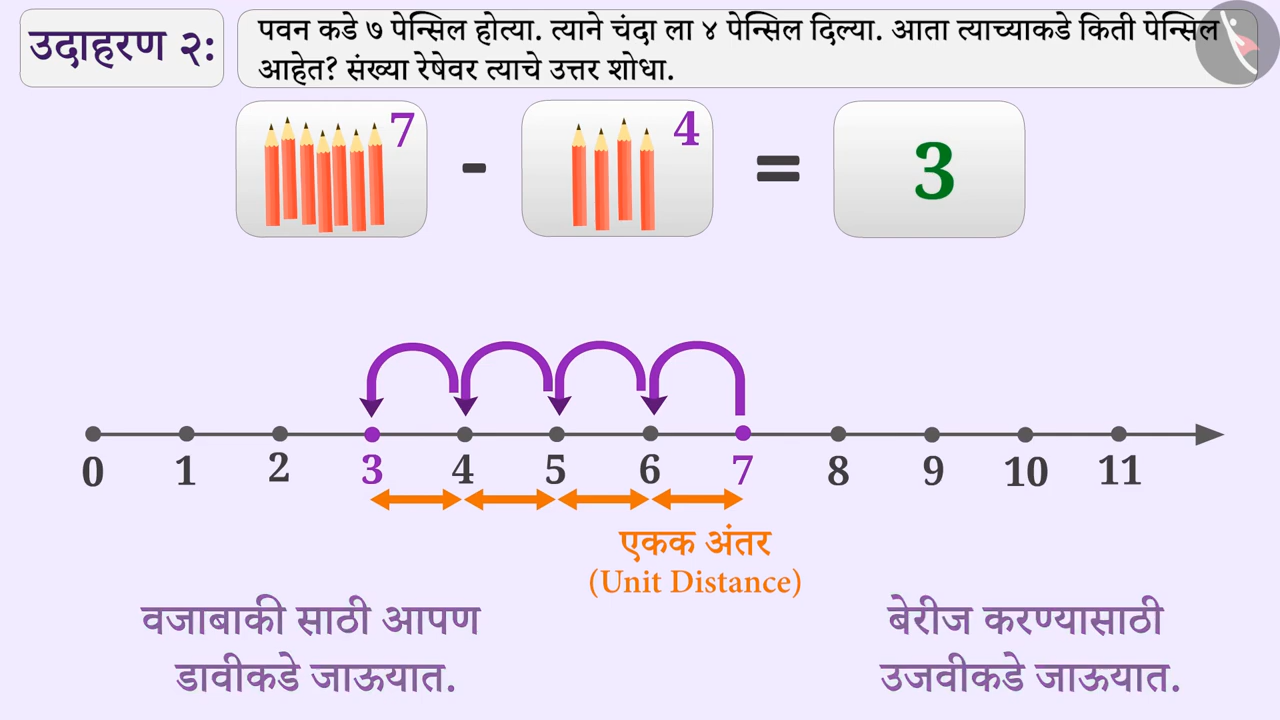 उदाहरण २:
पवन कडे ७ पेन्सिल होत्या. त्याने चंदा ला ४ पेन्सिल दिल्या. आता त्याच्याकडे किती पेन्सिल
आहेत? संख्या रेषेवर त्याचे उत्तर शोधा.
7 - 4 = 3
0 1 2 3 4 5 6 7 8 9 10 11
एकक अंतर
(Unit Distance)
वजाबाकी साठी आपण
डावीकडे जाऊयात.
बेरीज करण्यासाठी
उजवीकडे जाऊयात.